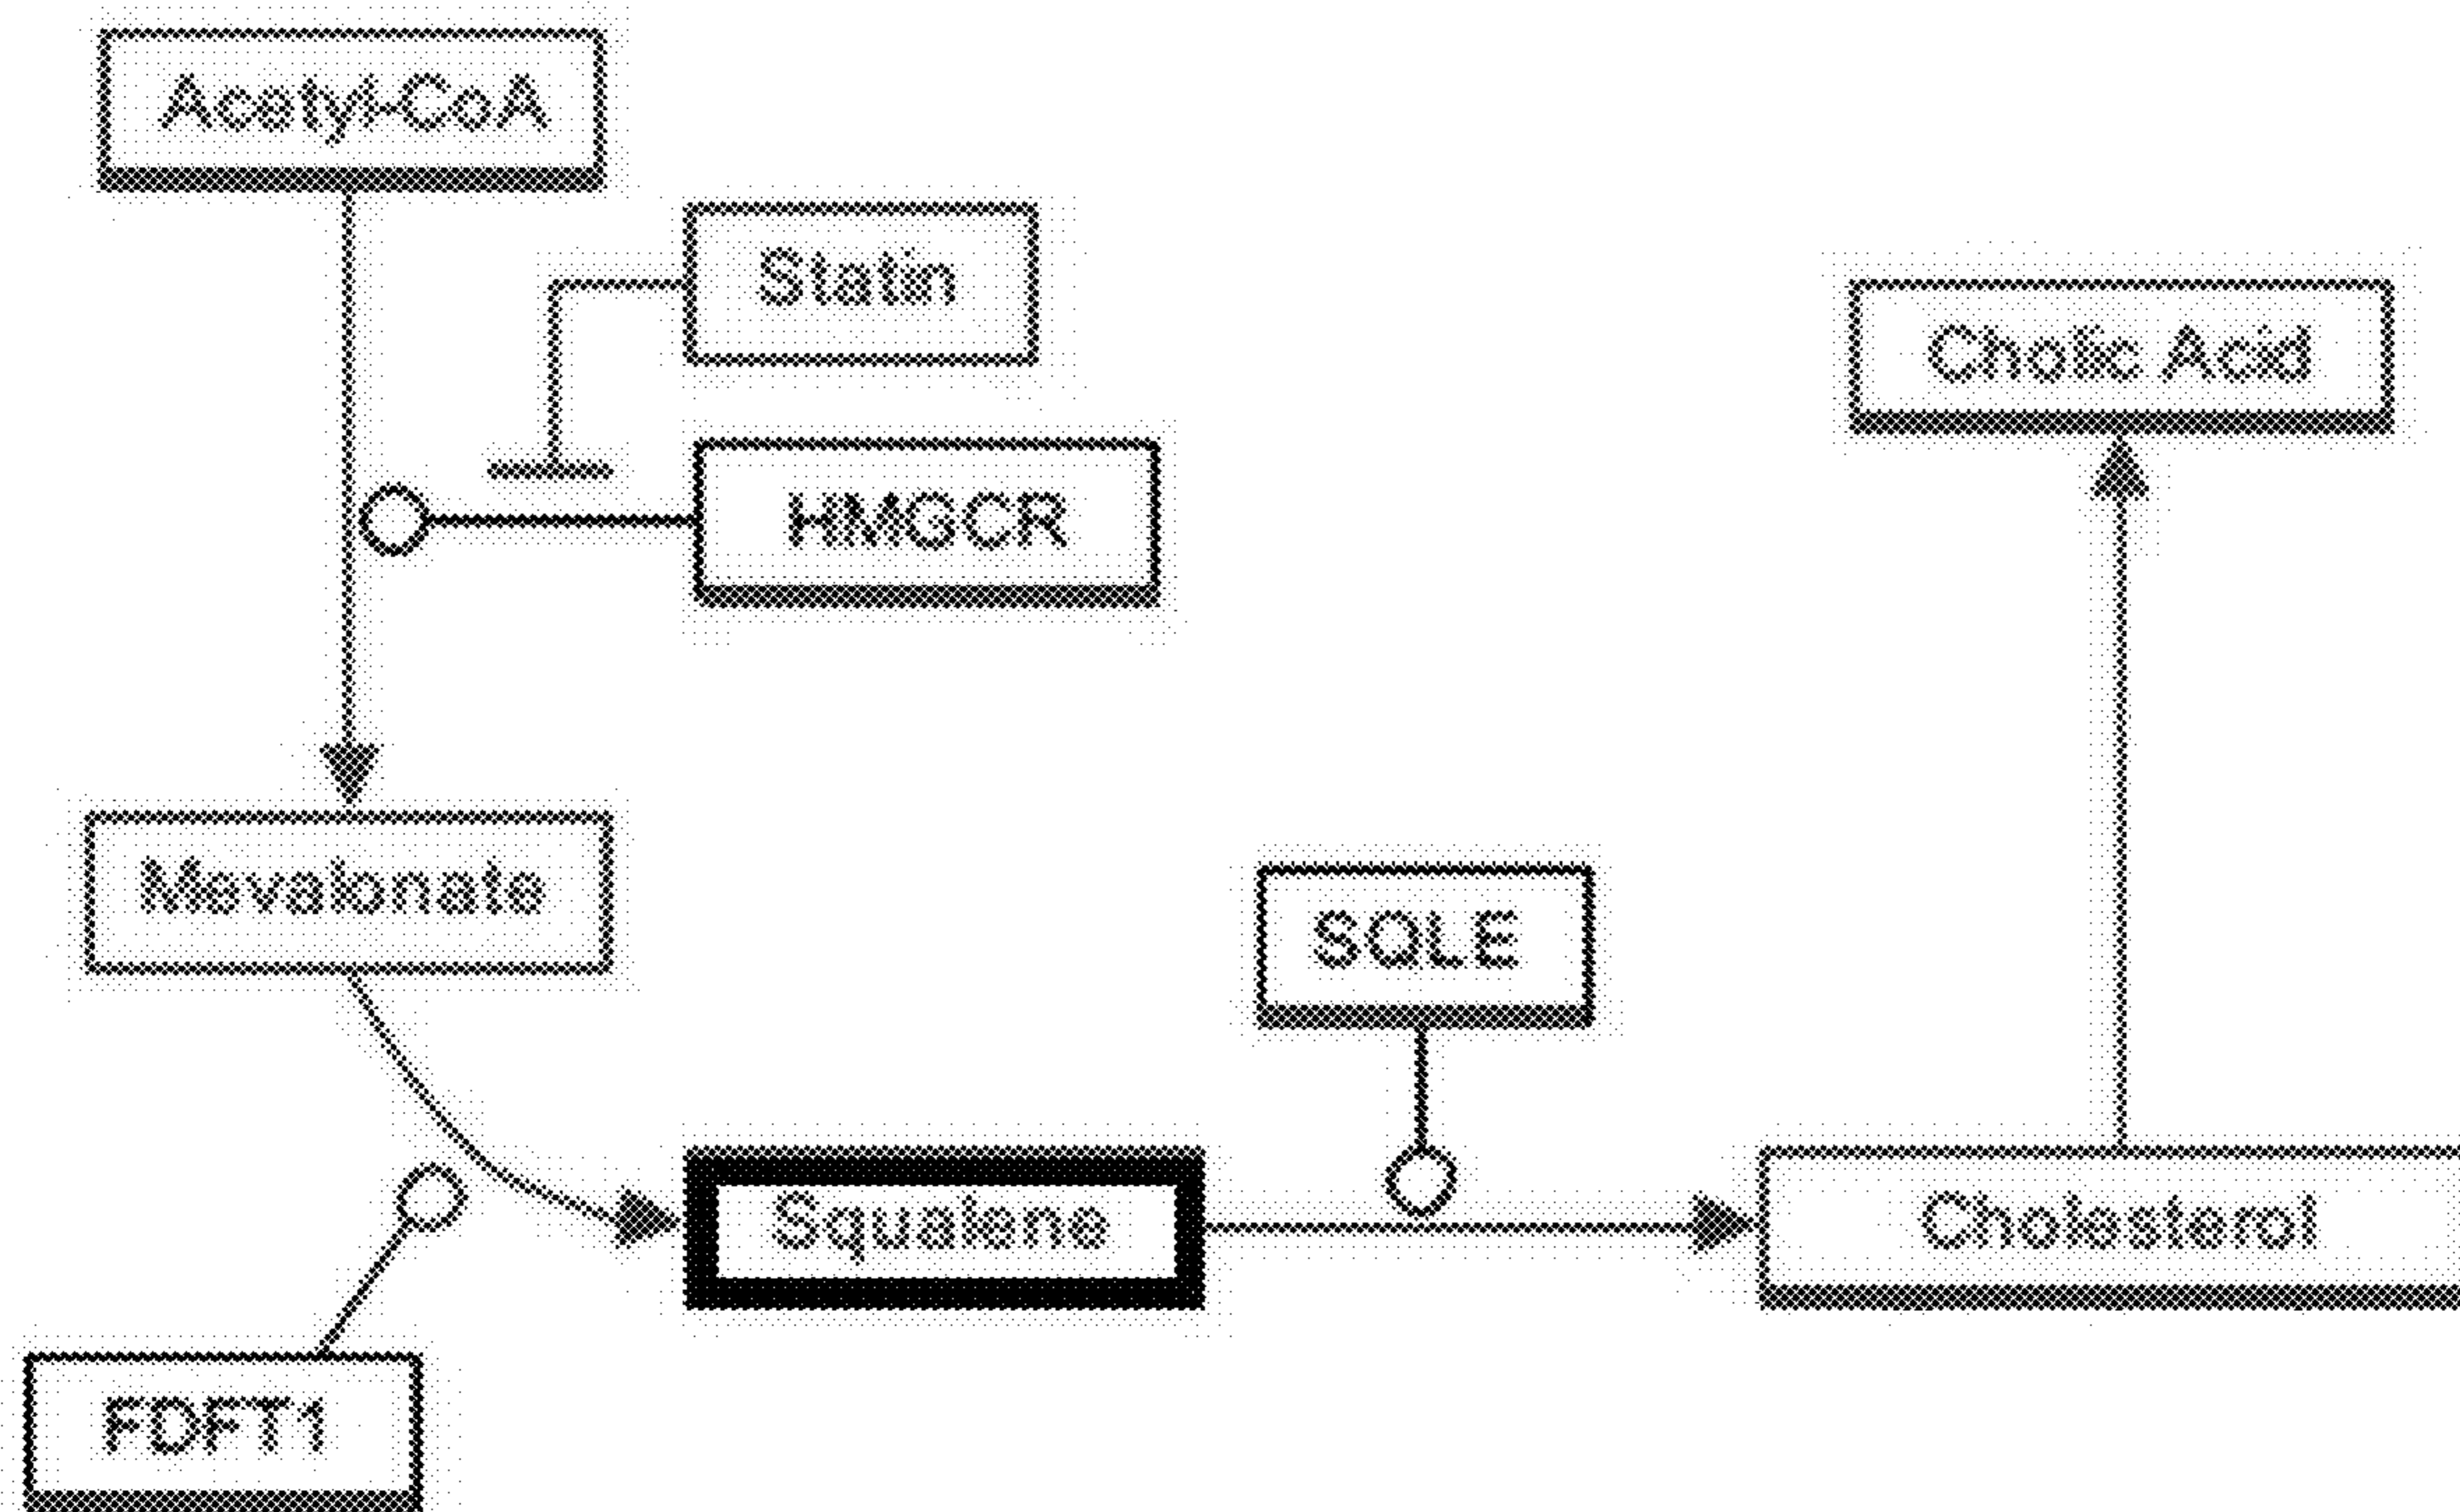 Acetyl-CoA
Statin
Cholic Acid
HMGCR
Mevalonate
SQLE
Squalene
Cholesterol
FDFT1